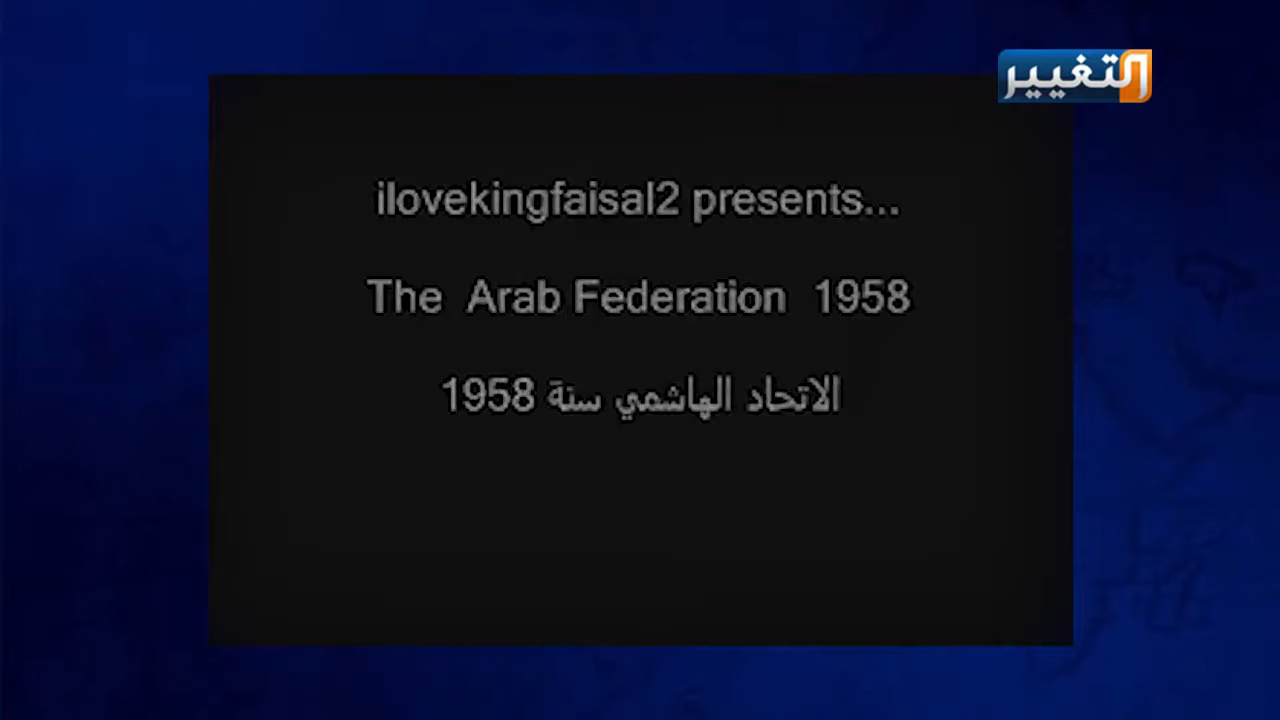 التغيير
ilovekingfaisal2 presents...
The Arab Federation 1958
الاتحاد الهاشمي سنة 1958